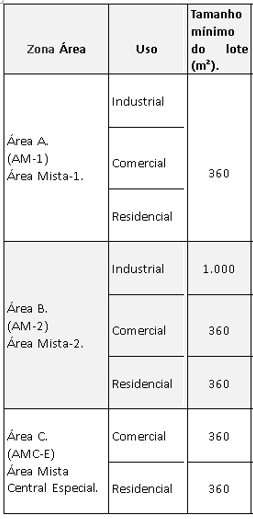 Zona Área
Uso
Tamanho
mínimo
do lote
(m²).
Área A.
(AM-1)
Área Mista-1.
Industrial
Comercial
Residencial
360
Área B.
(AM-2)
Área Mista-2.
Industrial
1.000
Comercial
360
Residencial
360
Área C.
(AMC-E)
Área Mista
Central Especial.
Comercial
360
Residencial
360